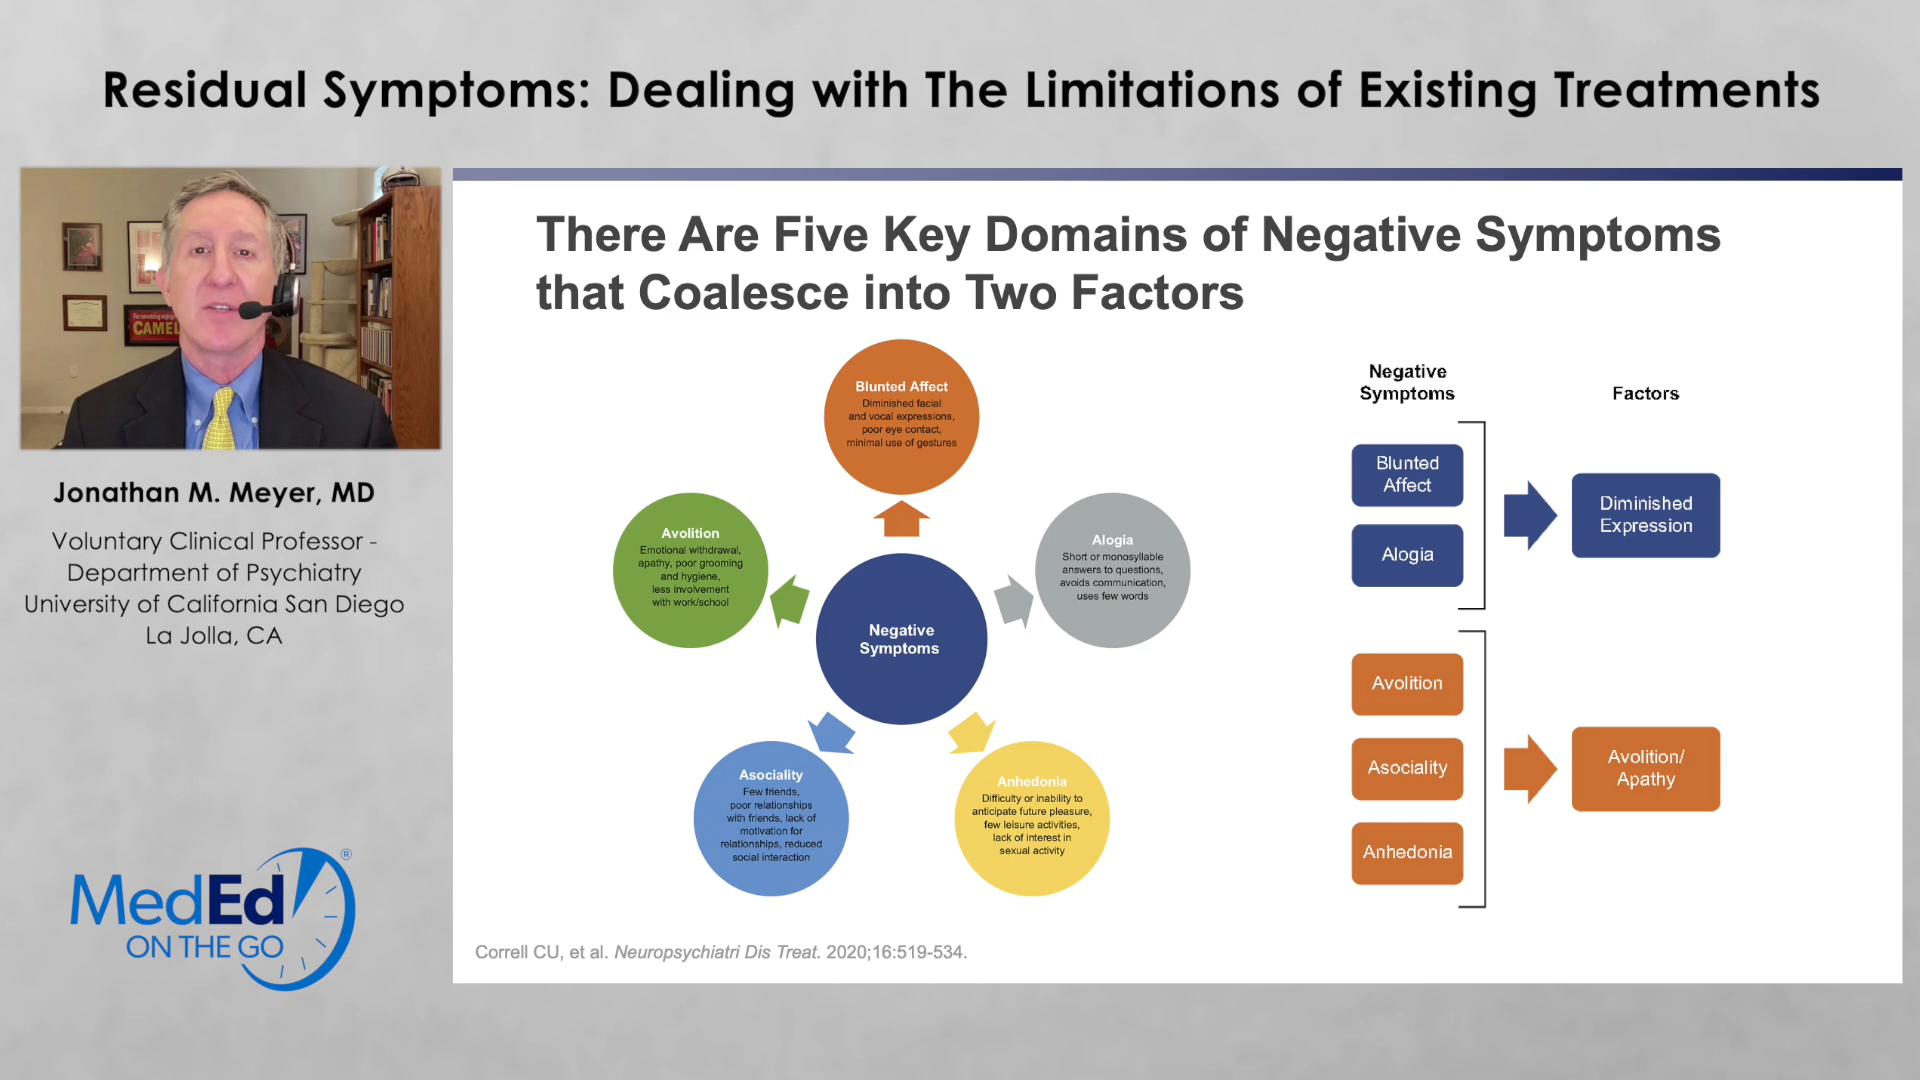 Residual Symptoms: Dealing with The Limitations of Existing Treatments
CAMEL
Jonathan M. Meyer, MD
Voluntary Clinical Professor -
Department of Psychiatry
University of California San Diego
La Jolla, CA
MedEd®
ON THE GO
There Are Five Key Domains of Negative Symptoms
that Coalesce into Two Factors
Blunted Affect
Diminished facial
and vocal expressions,
poor eye contact,
minimal use of gestures
Avolition
Emotional withdrawal,
apathy, poor grooming
and hygiene,
less involvement
with work/school
Alogia
Short or monosyllable
answers to questions,
avoids communication,
uses few words
Negative
Symptoms
Asociality
Few friends,
poor relationships
with friends, lack of
motivation for
relationships, reduced
social interaction
Anhedonia
Difficulty or inability to
anticipate future pleasure,
few leisure activities,
lack of interest in
sexual activity
Negative
Symptoms
Factors
Blunted
Affect
Alogia
Diminished
Expression
Avolition
Asociality
Anhedonia
Avolition/
Apathy
Correll CU, et al. Neuropsychiatri Dis Treat. 2020;16:519-534.